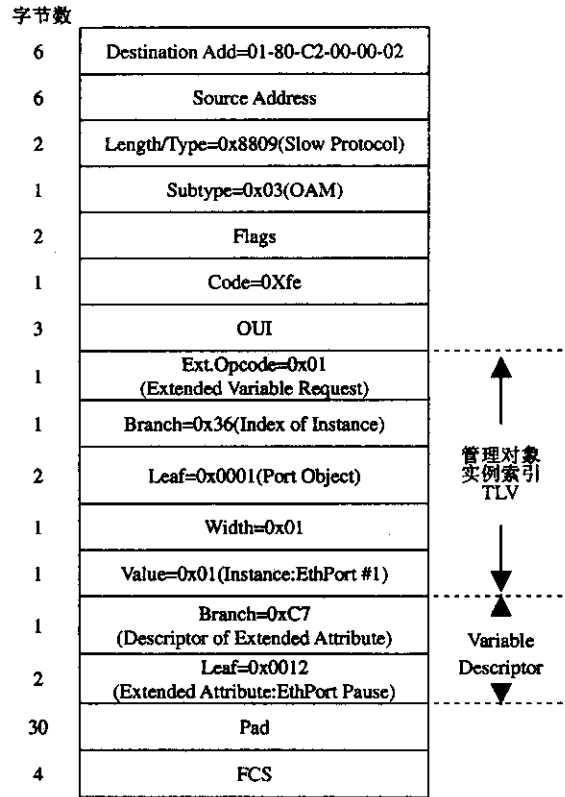 字节数
6 Destination Add=01-80-C2-00-00-02
6 Source Address
2 Length/Type=0x8809(Slow Protocol)
1 Subtype=0x03(OAM)
2 Flags
1 Code=0Xfe
3 OUI
1 Ext.Opcode=0x01
(Extended Variable Request)
1 Branch=0x36(Index of Instance)
2 Leaf=0x0001(Port Object)
1 Width=0x01
1 Value=0x01(Instance:EthPort #1)
管理对象
实例索引
TLV
1 Branch=0xC7
(Descriptor of Extended Attribute)
2 Leaf=0x0012
(Extended Attribute:EthPort Pause)
Variable
Descriptor
30 Pad
4 FCS